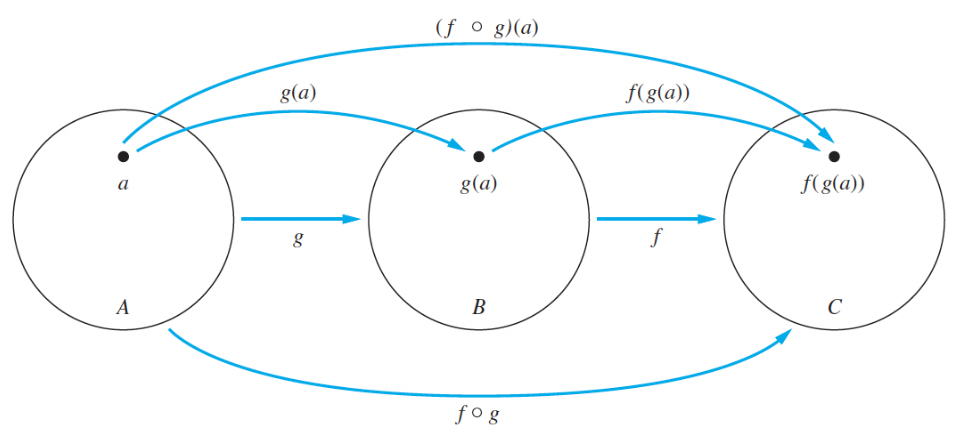 (f ∘ g)(a)
g(a)
f(g(a))
a
g(a)
f(g(a))
g
f
A
B
C
f ∘ g